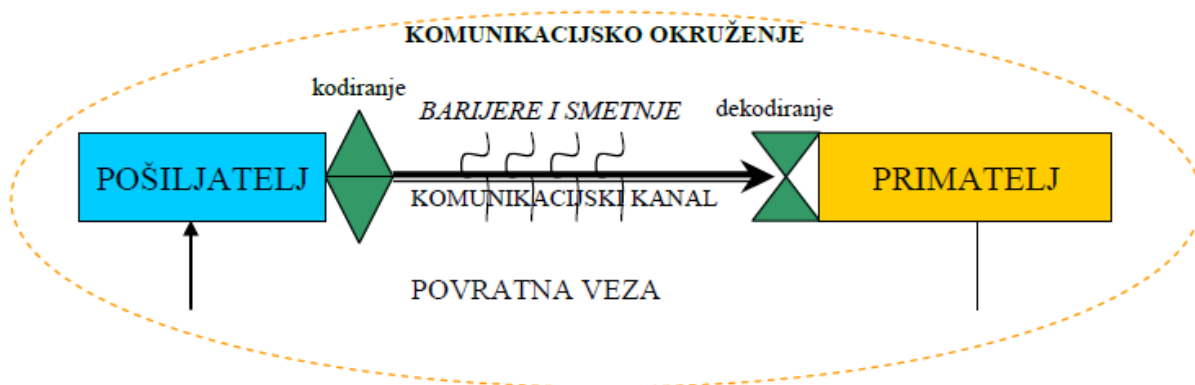 KOMUNIKACIJSKO OKRUŽENJE
kodiranje
BARIJERE I SMETNJE
dekodiranje
POŠILJATELJ
PRIMATELJ
KOMUNIKACIJSKI KANAL
POVRATNA VEZA